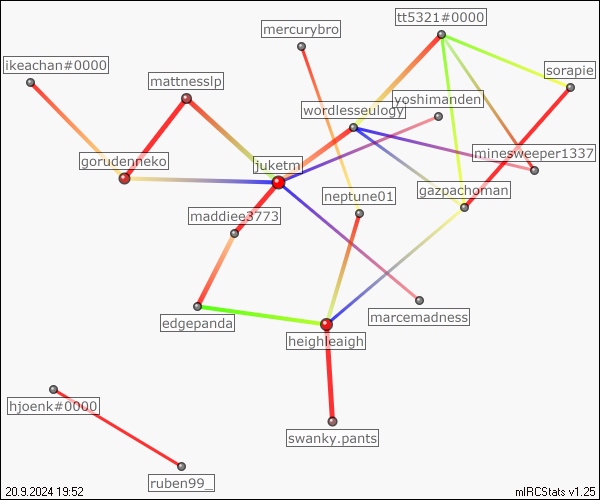 tt5321#0000
mercurybro
ikeachan#0000
sorapie
mattnesslp
yoshimanden
wordlesseulogy
minesweeper1337
gorudenneko
juketm
gazpachoman
neptune01
maddiee3773
marcemadness
edgepanda
heighleaigh
hjoenk#0000
swanky.pants
ruben99_
20.9.2024 19:52
mIRCStats v1.25